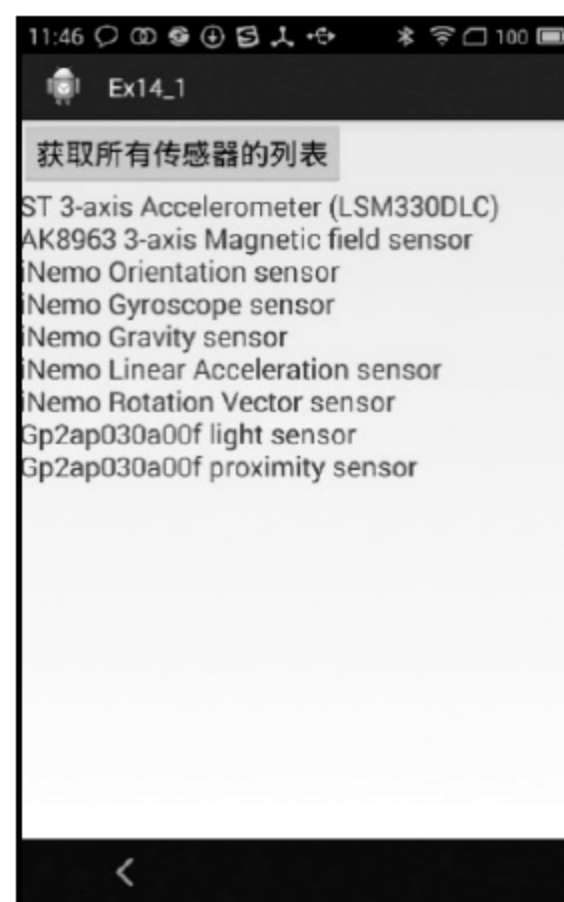 11:46 100
Ex14_1
获取所有传感器的列表
ST 3-axis Accelerometer (LSM330DLC)
AK8963 3-axis Magnetic field sensor
iNemo Orientation sensor
iNemo Gyroscope sensor
iNemo Gravity sensor
iNemo Linear Acceleration sensor
iNemo Rotation Vector sensor
Gp2ap030a00f light sensor
Gp2ap030a00f proximity sensor